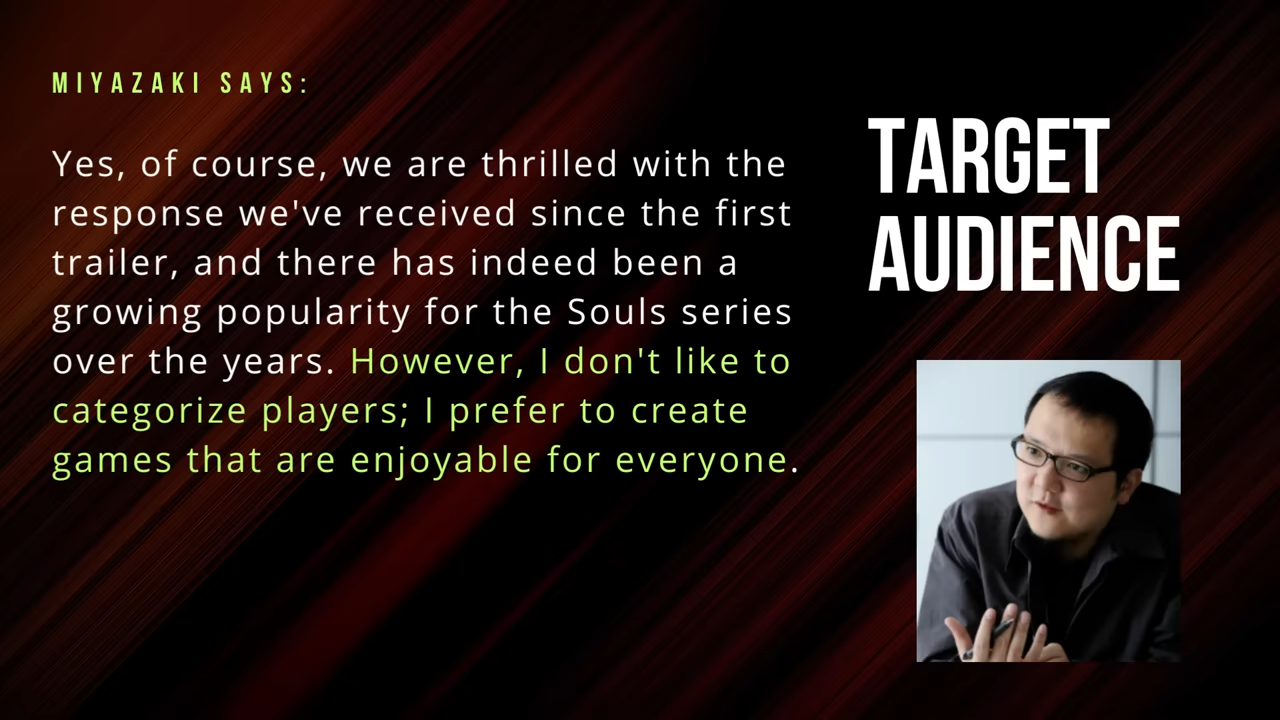 MIYAZAKI SAYS:
Yes, of course, we are thrilled with the
response we've received since the first
trailer, and there has indeed been a
growing popularity for the Souls series
over the years. However, I don't like to
categorize players; I prefer to create
games that are enjoyable for everyone.
TARGET
AUDIENCE